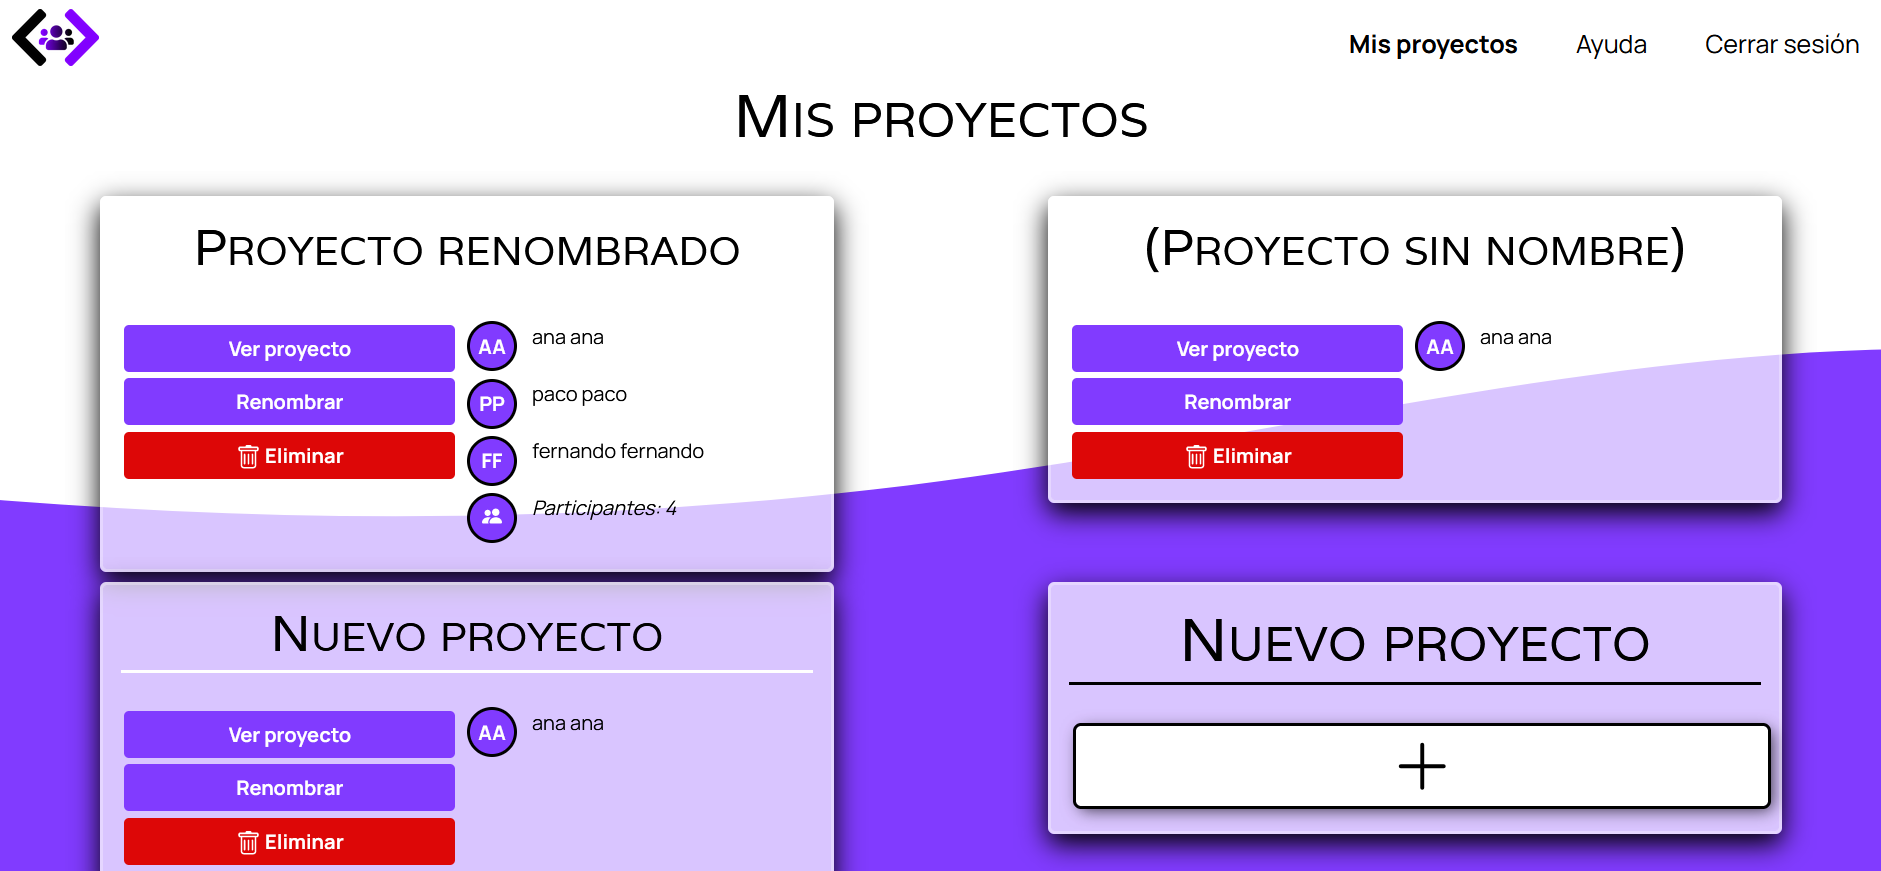 Mis proyectos
Ayuda
Cerrar sesión
Mis proyectos
Proyecto renombrado
Ver proyecto
Renombrar
Eliminar
AA ana ana
PP paco paco
FF fernando fernando
Participantes: 4
(Proyecto sin nombre)
Ver proyecto
Renombrar
Eliminar
AA ana ana
Nuevo proyecto
Ver proyecto
Renombrar
Eliminar
AA ana ana
Nuevo proyecto